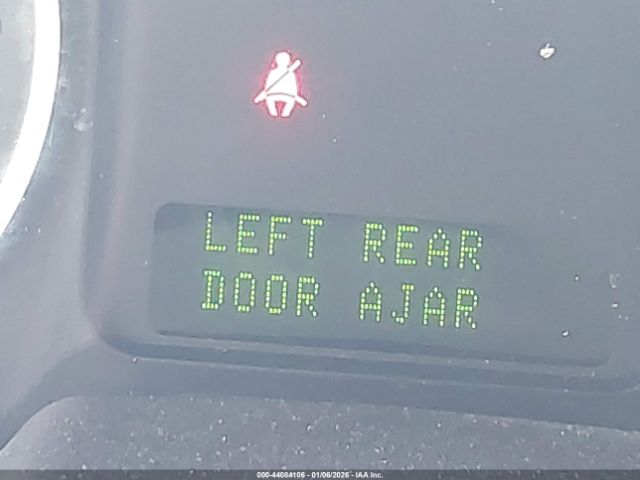 LEFT REAR
DOOR AJAR
000-44084106 - 01/06/2026 - IAA Inc.